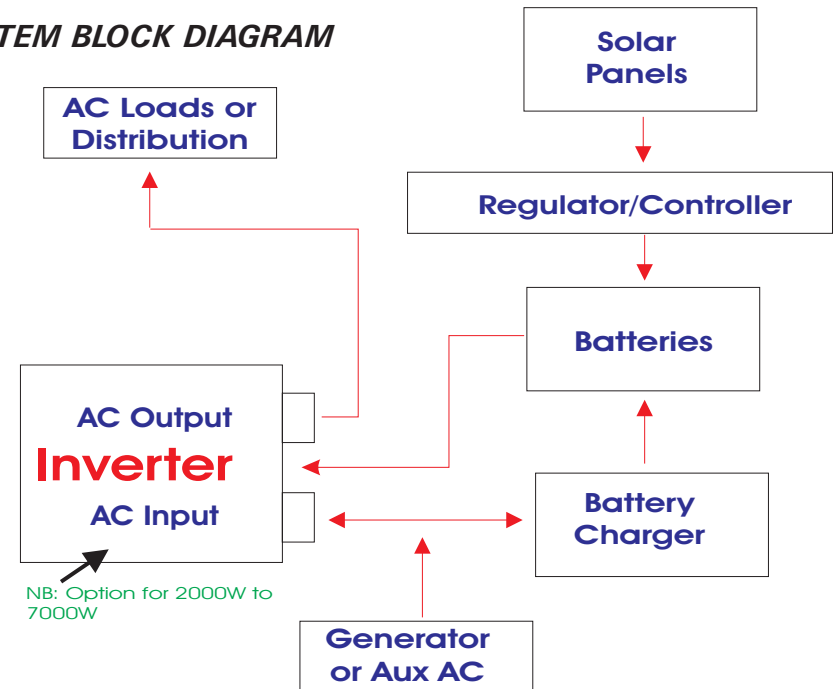 TEM BLOCK DIAGRAM
Solar
Panels
AC Loads or
Distribution
Regulator/Controller
Batteries
AC Output
Inverter
AC Input
Battery
Charger
NB: Option for 2000W to
7000W
Generator
or Aux AC